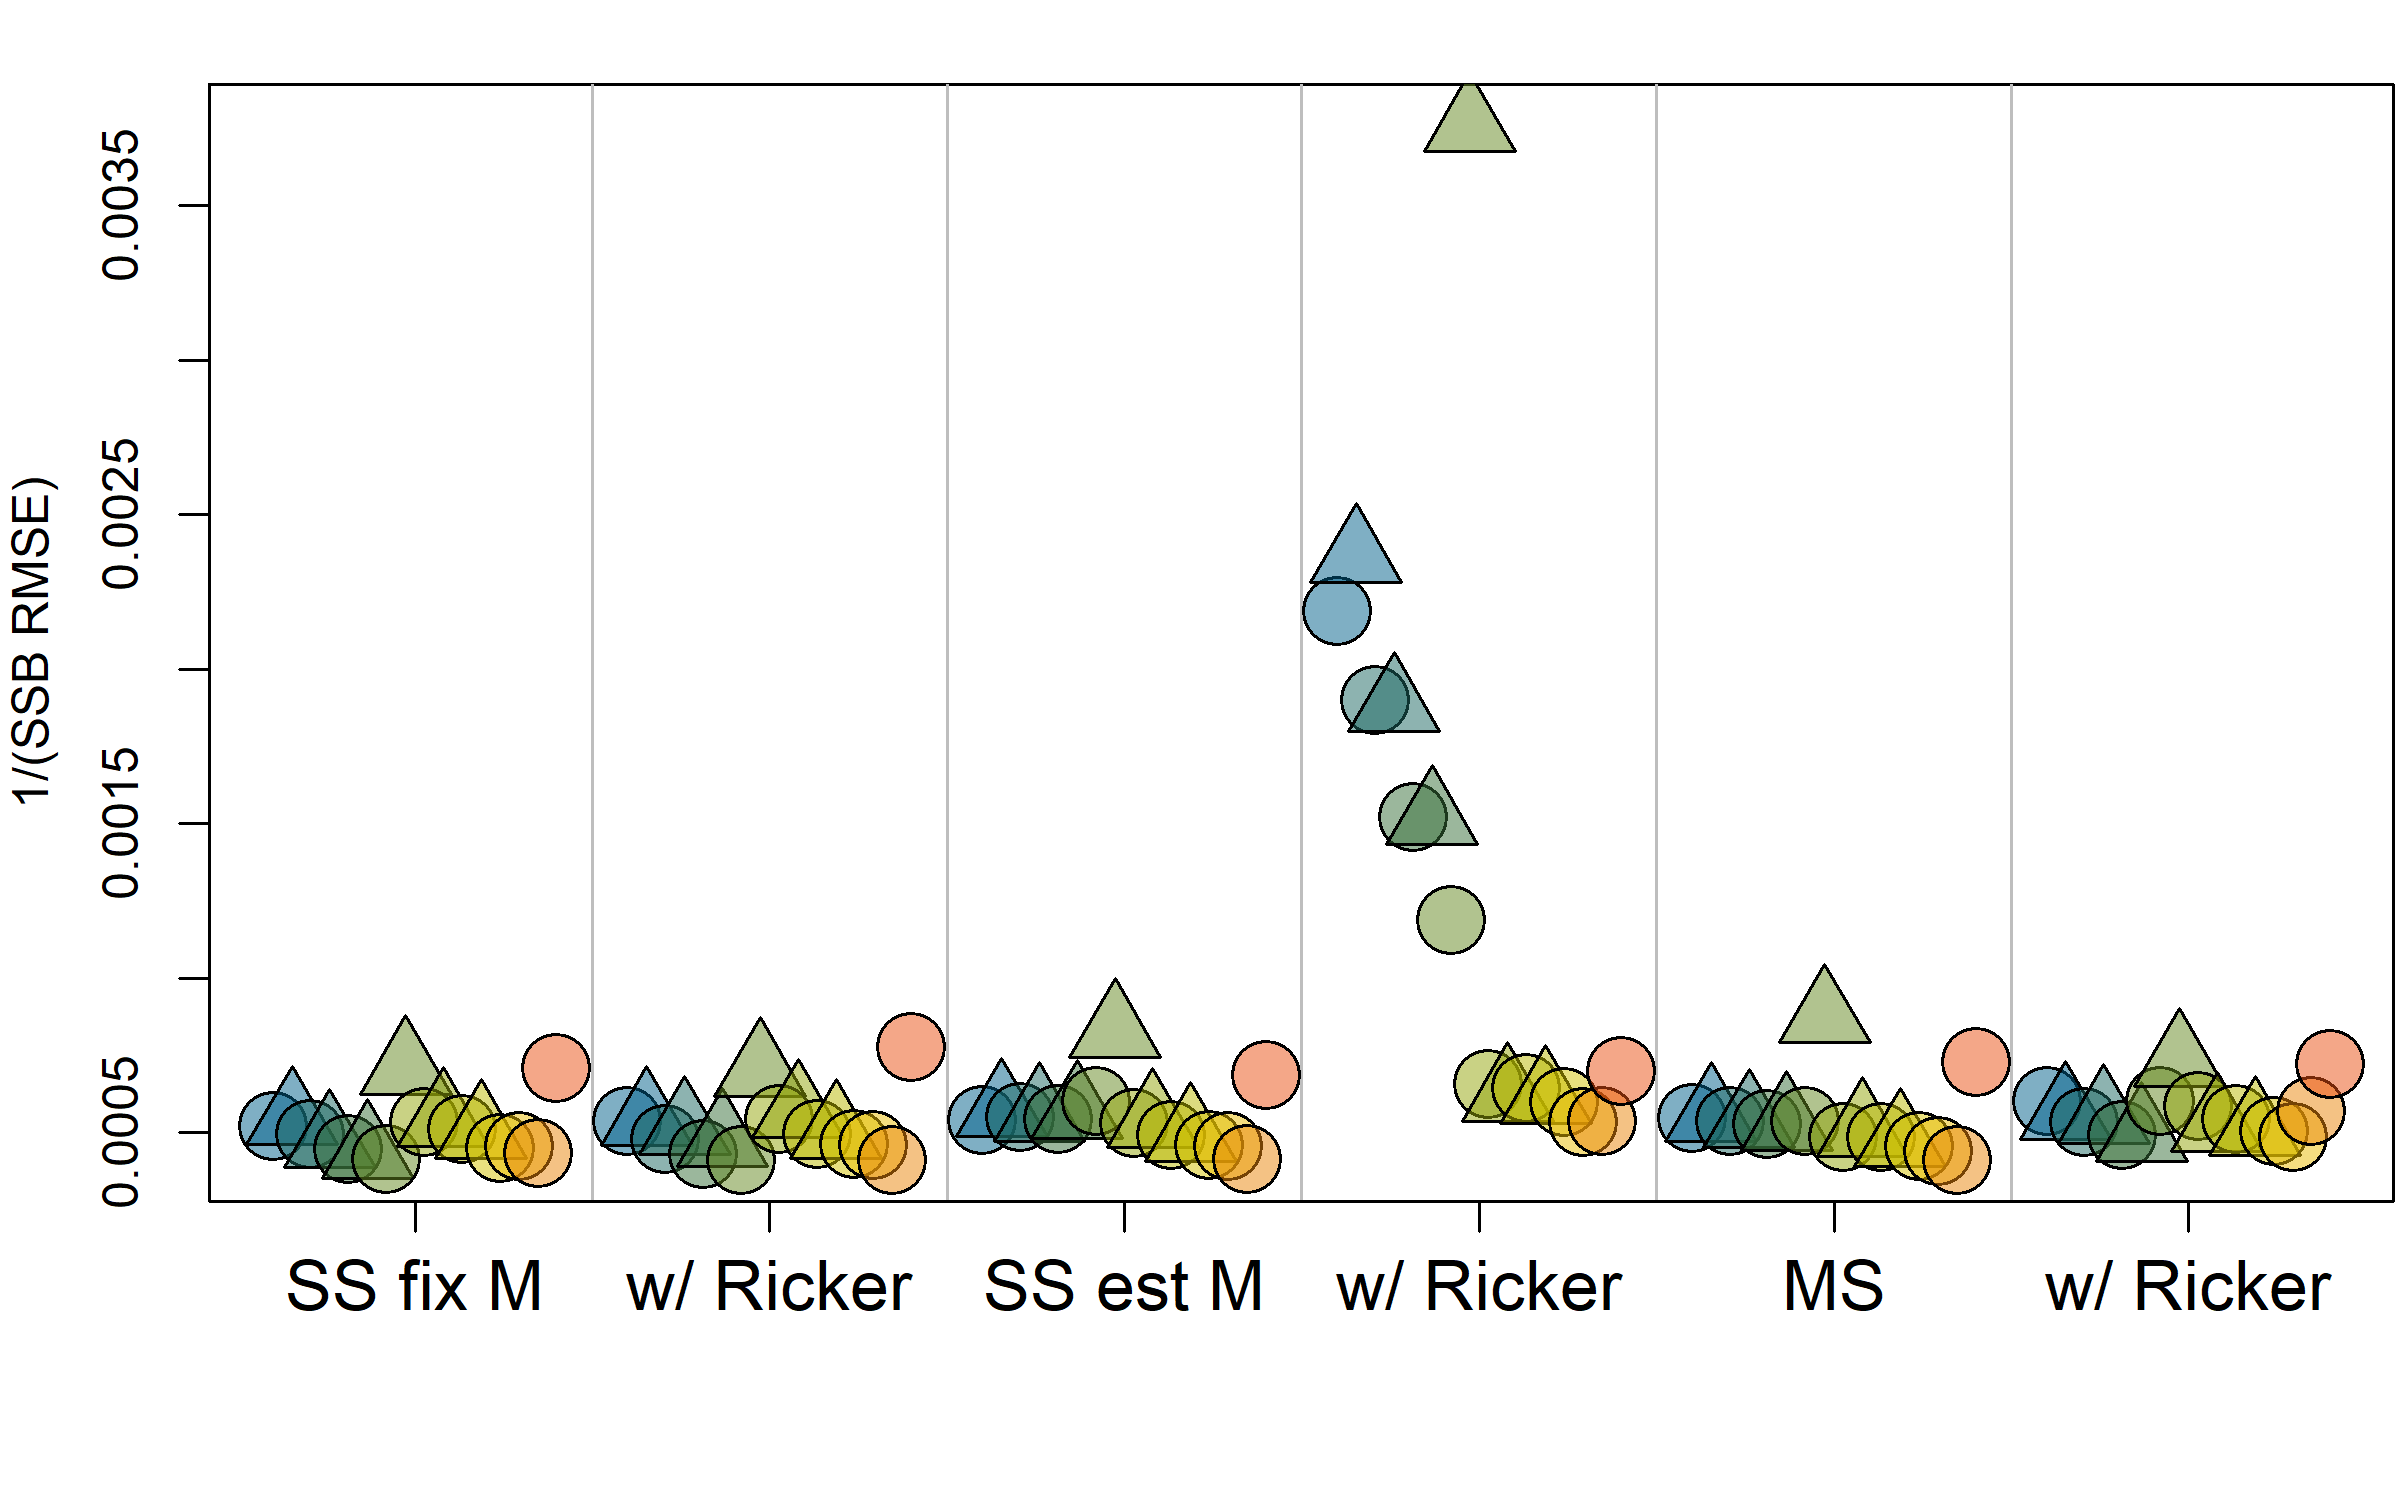 1/(SSB RMSE)
0.0035
0.0025
0.0015
0.0005
SS fix M
w/ Ricker
SS est M
w/ Ricker
MS
w/ Ricker